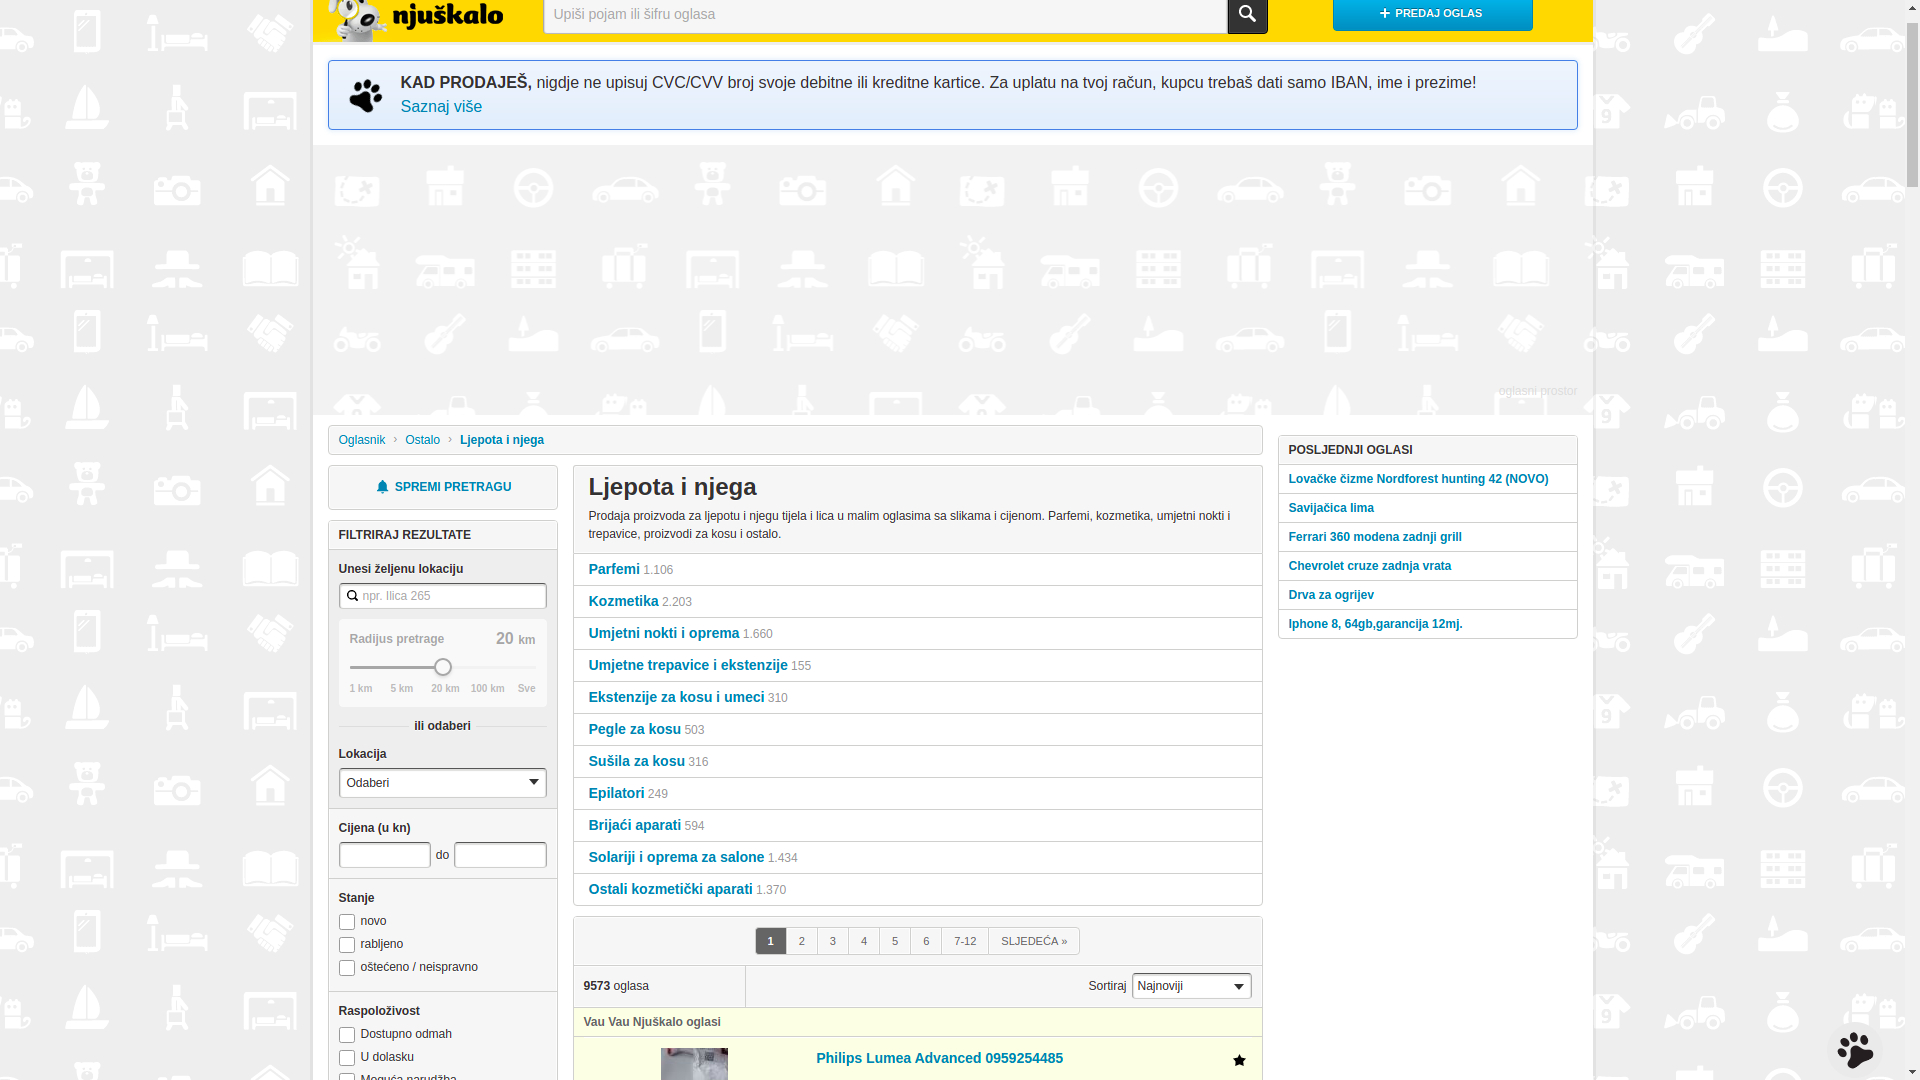 njuškalo
Upiši pojam ili šifru oglasa
PREDAJ OGLAS
KAD PRODAJEŠ, nigdje ne upisuj CVC/CVV broj svoje debitne ili kreditne kartice. Za uplatu na tvoj račun, kupcu trebaš dati samo IBAN, ime i prezime!
Saznaj više
oglasni prostor
Oglasnik › Ostalo › Ljepota i njega
SPREMI PRETRAGU
FILTRIRAJ REZULTATE
Unesi željenu lokaciju
npr. Ilica 265
Radijus pretrage 20 km
1 km 5 km 20 km 100 km Sve
ili odaberi
Lokacija
Odaberi
Cijena (u kn)
do
Stanje
novo
rabljeno
oštećeno / neispravno
Raspoloživost
Dostupno odmah
U dolasku
Moguća narudžba
Ljepota i njega
Prodaja proizvoda za ljepotu i njegu tijela i lica u malim oglasima sa slikama i cijenom. Parfemi, kozmetika, umjetni nokti i
trepavice, proizvodi za kosu i ostalo.
Parfemi 1.106
Kozmetika 2.203
Umjetni nokti i oprema 1.660
Umjetne trepavice i ekstenzije 155
Ekstenzije za kosu i umeci 310
Pegle za kosu 503
Sušila za kosu 316
Epilatori 249
Brijaći aparati 594
Solariji i oprema za salone 1.434
Ostali kozmetički aparati 1.370
1 2 3 4 5 6 7-12 SLJEDEĆA »
9573 oglasa
Sortiraj Najnoviji
Vau Vau Njuškalo oglasi
Philips Lumea Advanced 0959254485
POSLJEDNJI OGLASI
Lovačke čizme Nordforest hunting 42 (NOVO)
Savijačica lima
Ferrari 360 modena zadnji grill
Chevrolet cruze zadnja vrata
Drva za ogrijev
Iphone 8, 64gb,garancija 12mj.